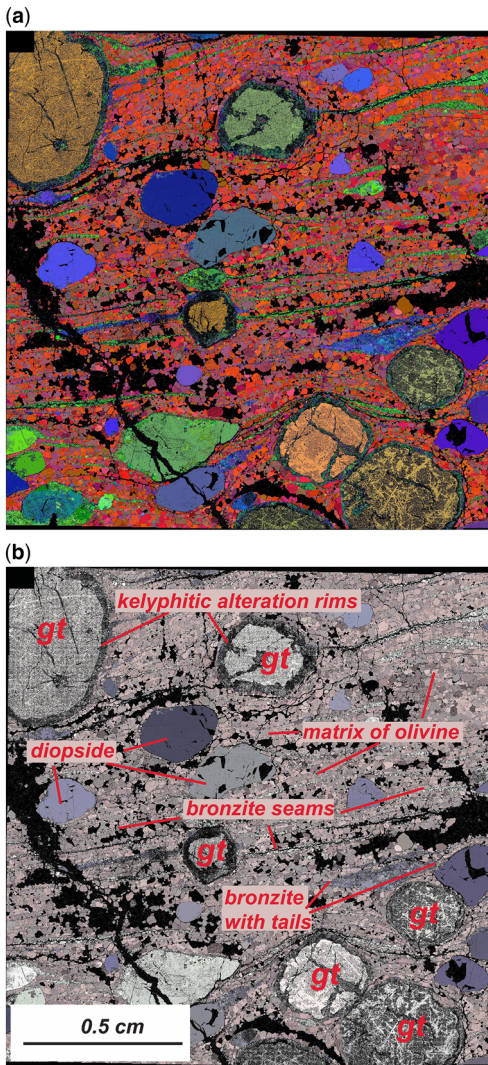 (a)
(b)
kelyphitic alteration rims
gt
gt
matrix of olivine
diopside
bronzite seams
gt
bronzite
with tails
gt
gt
gt
0.5 cm